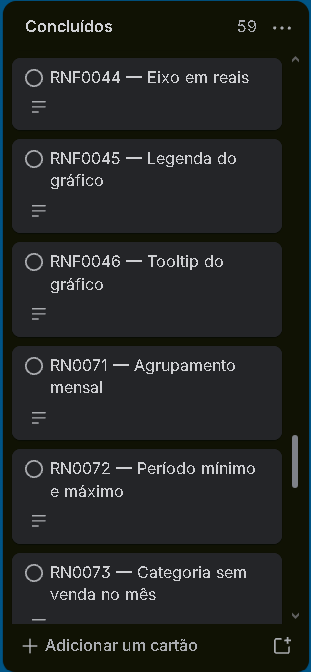 Concluídos 59
RNF0044 — Eixo em reais
RNF0045 — Legenda do
gráfico
RNF0046 — Tooltip do
gráfico
RN0071 — Agrupamento
mensal
RN0072 — Período mínimo
e máximo
RN0073 — Categoria sem
venda no mês
Adicionar um cartão